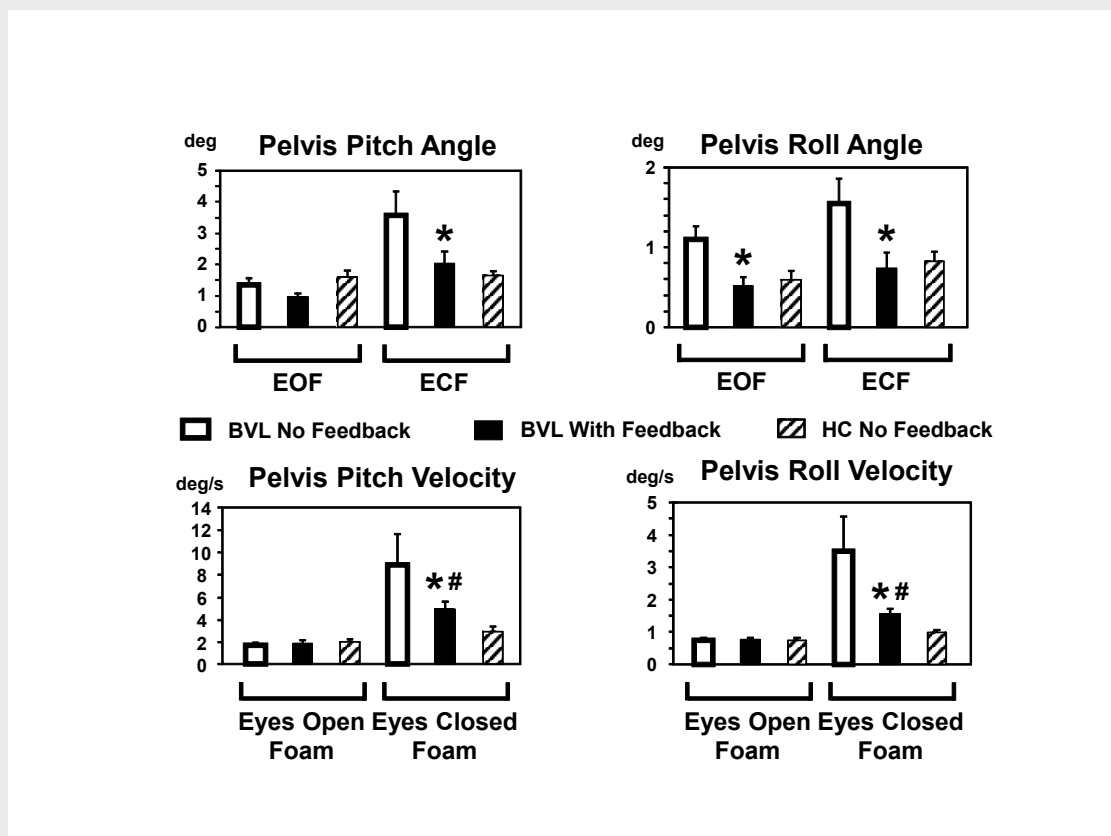 deg Pelvis Pitch Angle
5
4
3
2
1
0
*
EOF ECF
deg Pelvis Roll Angle
2
1
0
* *
EOF ECF
BVL No Feedback BVL With Feedback HC No Feedback
deg/s Pelvis Pitch Velocity
14
12
10
8
6
4
2
0
* #
Eyes Open Eyes Closed
Foam Foam
deg/s Pelvis Roll Velocity
5
4
3
2
1
0
* #
Eyes Open Eyes Closed
Foam Foam